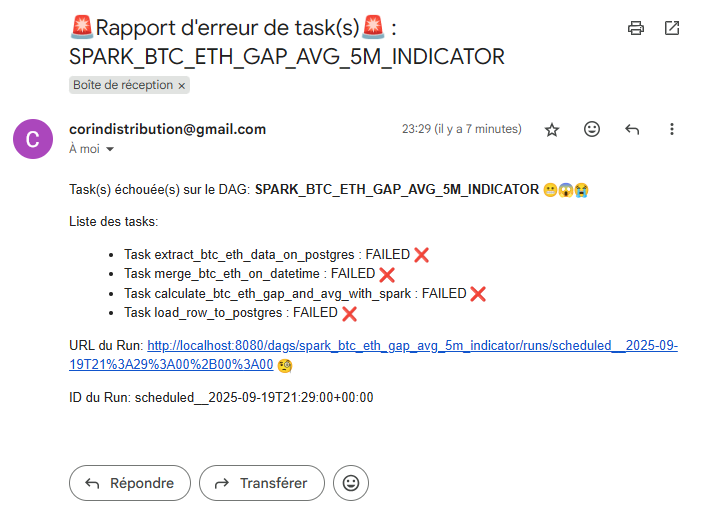 🚨Rapport d'erreur de task(s)🚨 :
SPARK_BTC_ETH_GAP_AVG_5M_INDICATOR
Boîte de réception ×
C
corindistribution@gmail.com
23:29 (il y a 7 minutes)
À moi
Task(s) échouée(s) sur le DAG: SPARK_BTC_ETH_GAP_AVG_5M_INDICATOR 😬😱😭
Liste des tasks:
• Task extract_btc_eth_data_on_postgres : FAILED ❌
• Task merge_btc_eth_on_datetime : FAILED ❌
• Task calculate_btc_eth_gap_and_avg_with_spark : FAILED ❌
• Task load_row_to_postgres : FAILED ❌
URL du Run: http://localhost:8080/dags/spark_btc_eth_gap_avg_5m_indicator/runs/scheduled__2025-09-
19T21%3A29%3A00%2B00%3A00 🧐
ID du Run: scheduled__2025-09-19T21:29:00+00:00
Répondre
Transférer